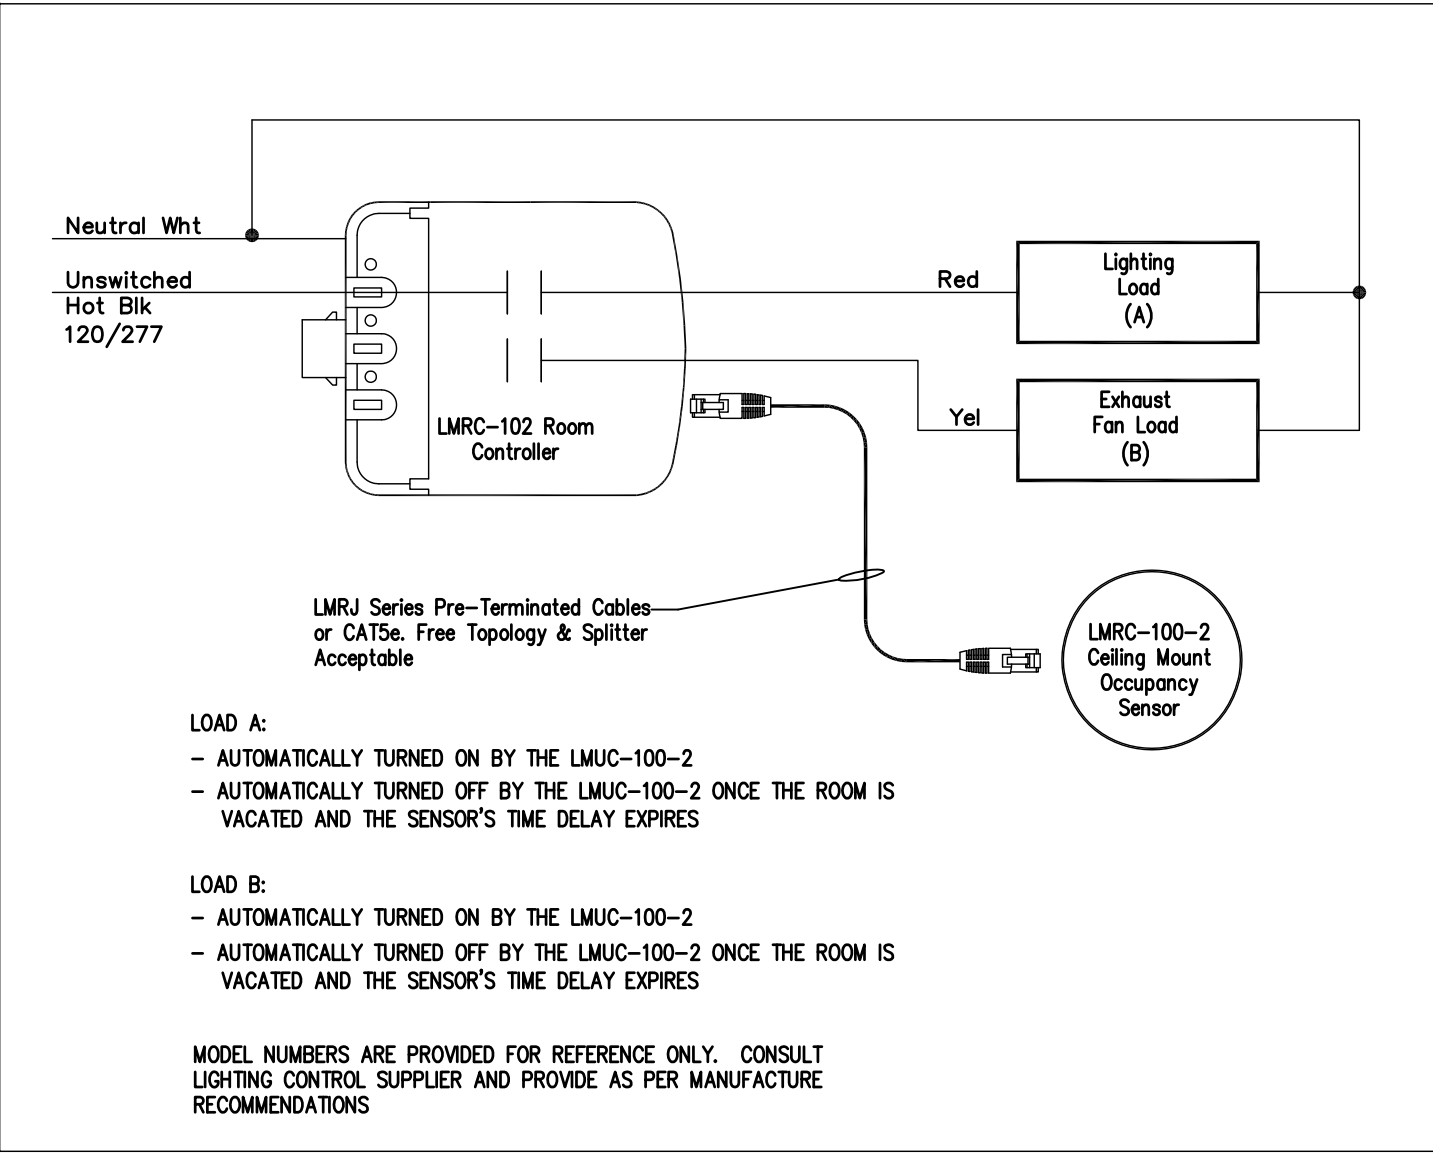 Neutral Wht
Unswitched
Hot Blk
120/277
Red
Lighting
Load
(A)
Exhaust
Fan Load
(B)
Yel
LMRC-102 Room
Controller
LMRJ Series Pre-Terminated Cables
or CAT5e. Free Topology & Splitter
Acceptable
LMRC-100-2
Ceiling Mount
Occupancy
Sensor
LOAD A:
- AUTOMATICALLY TURNED ON BY THE LMUC-100-2
- AUTOMATICALLY TURNED OFF BY THE LMUC-100-2 ONCE THE ROOM IS
VACATED AND THE SENSOR'S TIME DELAY EXPIRES
LOAD B:
- AUTOMATICALLY TURNED ON BY THE LMUC-100-2
- AUTOMATICALLY TURNED OFF BY THE LMUC-100-2 ONCE THE ROOM IS
VACATED AND THE SENSOR'S TIME DELAY EXPIRES
MODEL NUMBERS ARE PROVIDED FOR REFERENCE ONLY. CONSULT
LIGHTING CONTROL SUPPLIER AND PROVIDE AS PER MANUFACTURE
RECOMMENDATIONS